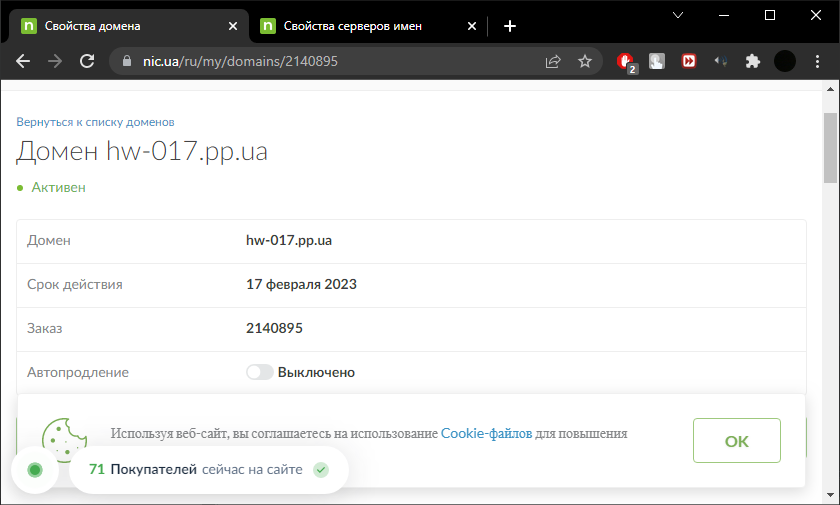 Свойства домена
Свойства серверов имен
nic.ua/ru/my/domains/2140895
2
Вернуться к списку доменов
Домен hw-017.pp.ua
Активен
Домен hw-017.pp.ua
Срок действия 17 февраля 2023
Заказ 2140895
Автопродление Выключено
Используя веб-сайт, вы соглашаетесь на использование Cookie-файлов для повышения
OK
71 Покупателей сейчас на сайте